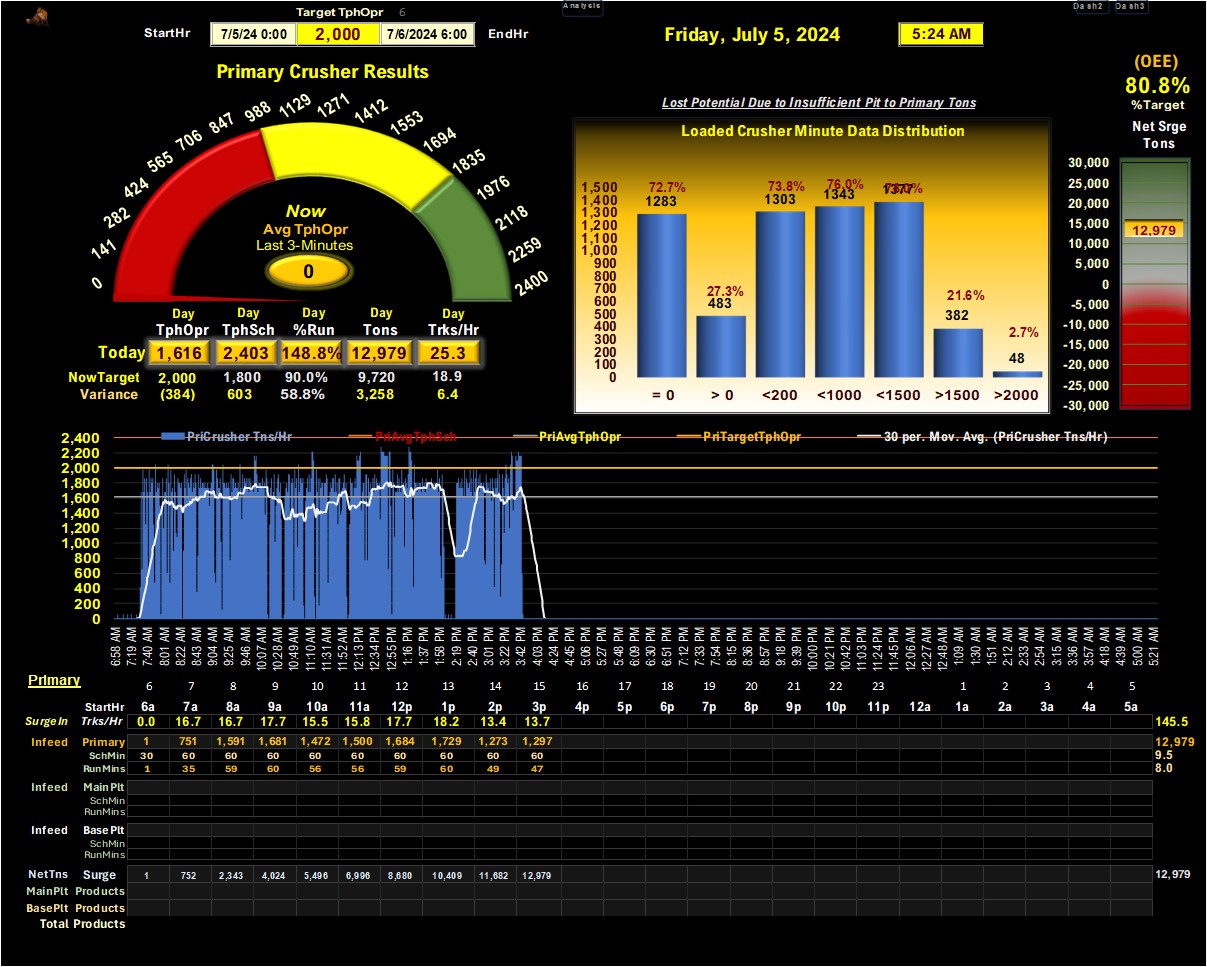 Target TphOpr 6
Analysis
Dash2 Dash3
StartHr 7/5/24 0:00 2,000 7/6/2024 6:00 EndHr
Friday, July 5, 2024 5:24 AM
(OEE)
80.8%
%Target
Net Srge
Tons
30,000
25,000
20,000
15,000
12,979
10,000
5,000
0
-5,000
-10,000
-15,000
-20,000
-25,000
-30,000
Primary Crusher Results
0 141 282 424 565 706 847 988 1129 1271 1412 1553 1694 1835 1976 2118 2259 2400
Now
Avg TphOpr
Last 3-Minutes
0
Day Day Day Day Day
TphOpr TphSch %Run Tons Trks/Hr
Today 1,616 2,403 148.8% 12,979 25.3
NowTarget 2,000 1,800 90.0% 9,720 18.9
Variance (384) 603 58.8% 3,258 6.4
Lost Potential Due to Insufficient Pit to Primary Tons
Loaded Crusher Minute Data Distribution
1,500
1,400
1,300
1,200
1,100
1,000
900
800
700
600
500
400
300
200
100
0
72.7% 27.3% 73.8% 76.0% 21.6% 2.7%
1283 483 1303 1343 1377 382 48
= 0 > 0 <200 <1000 <1500 >1500 >2000
PriCrusher Tns/Hr PriAvgTphSch PriAvgTphOpr PriTargetTphOpr 30 per. Mov. Avg. (PriCrusher Tns/Hr)
2,400
2,200
2,000
1,800
1,600
1,400
1,200
1,000
800
600
400
200
0
6:58 AM 7:19 AM 7:40 AM 8:01 AM 8:22 AM 8:43 AM 9:04 AM 9:25 AM 9:46 AM 10:07 AM 10:28 AM 10:49 AM 11:10 AM 11:31 AM 11:52 AM 12:13 PM 12:34 PM 12:55 PM 1:16 PM 1:37 PM 1:58 PM 2:19 PM 2:40 PM 3:01 PM 3:21 PM 3:42 PM 4:03 PM 4:24 PM 4:45 PM 5:06 PM 5:27 PM 5:48 PM 6:09 PM 6:30 PM 6:51 PM 7:12 PM 7:33 PM 7:54 PM 8:15 PM 8:36 PM 8:57 PM 9:18 PM 9:39 PM 10:00 PM 10:21 PM 10:42 PM 11:03 PM 11:24 PM 11:45 PM 12:06 AM 12:27 AM 12:48 AM 1:09 AM 1:30 AM 1:51 AM 2:12 AM 2:33 AM 2:54 AM 3:15 AM 3:36 AM 3:57 AM 4:18 AM 4:39 AM 5:00 AM 5:21 AM
Primary
6 7 8 9 10 11 12 13 14 15 16 17 18 19 20 21 22 23 1 2 3 4 5
StartHr 6a 7a 8a 9a 10a 11a 12p 1p 2p 3p 4p 5p 6p 7p 8p 9p 10p 11p 12a 1a 2a 3a 4a 5a
SurgeIn Trks/Hr 0.0 16.7 16.7 17.7 15.5 15.8 17.7 18.2 13.4 13.7 145.5
Infeed Primary 1 751 1,591 1,681 1,472 1,500 1,684 1,729 1,273 1,297 12,979
SchMin 30 60 60 60 60 60 60 60 60 60 9.5
RunMins 1 35 59 60 56 56 59 60 49 47 8.0
Infeed Main Plt
SchMin
RunMins
Infeed Base Plt
SchMin
RunMins
NetTns Surge 1 752 2,343 4,024 5,496 6,996 8,680 10,409 11,682 12,979 12,979
MainPlt Products
BasePlt Products
Total Products